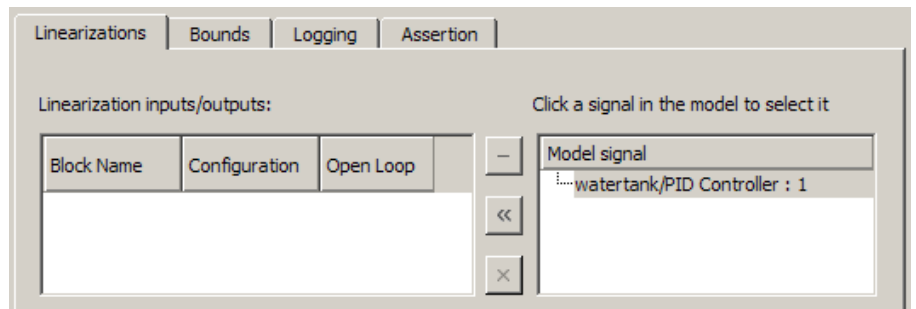 Linearizations Bounds Logging Assertion
Linearization inputs/outputs: Click a signal in the model to select it
Block Name Configuration Open Loop − Model signal
watertank/PID Controller : 1
«
×